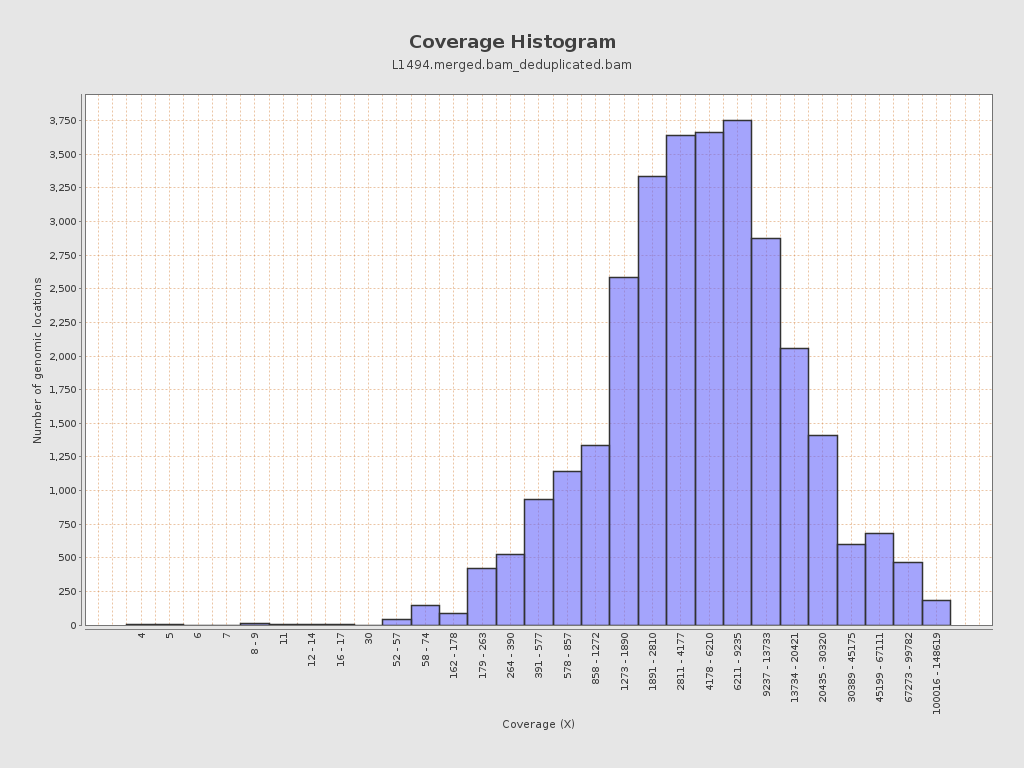 Coverage Histogram
L1494.merged.bam_deduplicated.bam
Number of genomic locations
3,750
3,500
3,250
3,000
2,750
2,500
2,250
2,000
1,750
1,500
1,250
1,000
750
500
250
0
4
5
6
7
8 - 9
11
12 - 14
16 - 17
30
52 - 57
58 - 74
162 - 178
179 - 263
264 - 390
391 - 577
578 - 857
858 - 1272
1273 - 1890
1891 - 2810
2811 - 4177
4178 - 6210
6211 - 9235
9237 - 13733
13734 - 20421
20435 - 30320
30389 - 45175
45199 - 67111
67273 - 99782
100016 - 148619
Coverage (X)